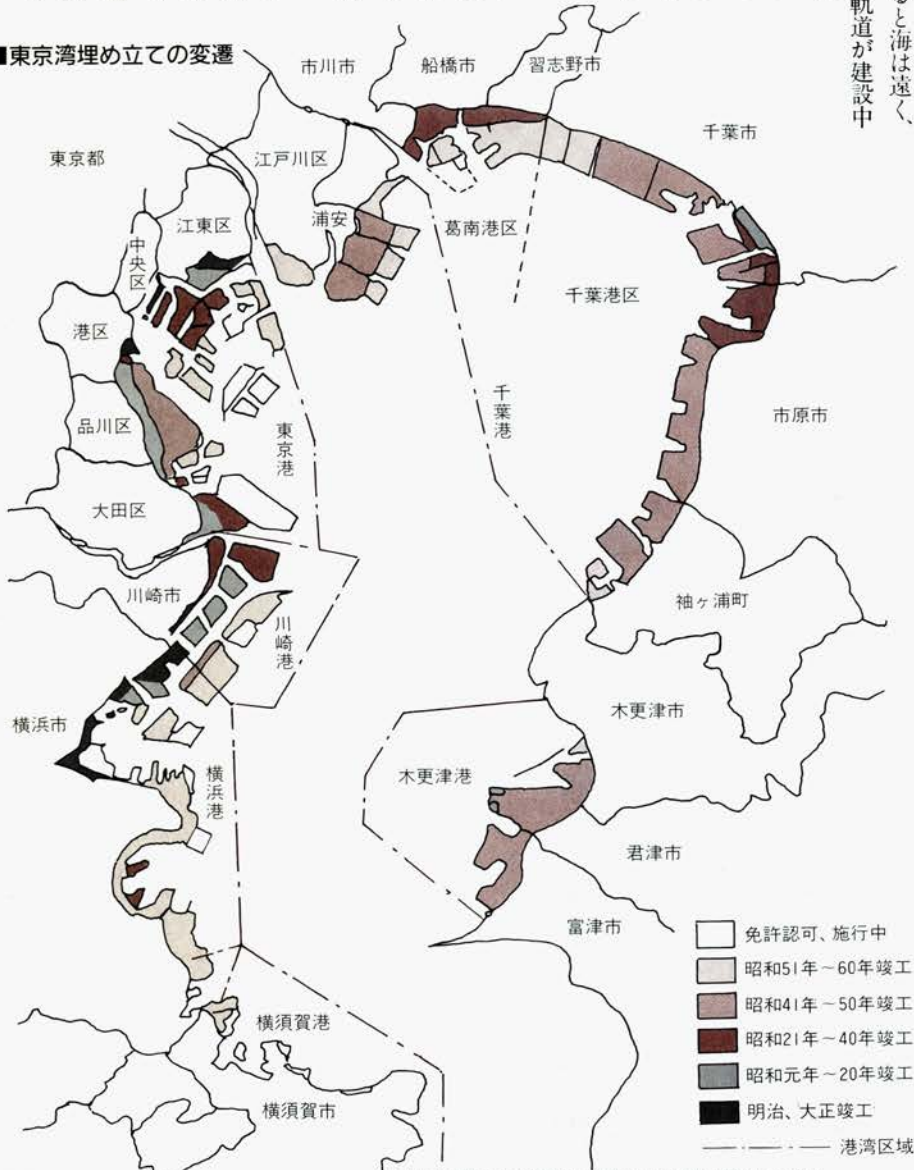 ると海は遠く、
軌道が建設中
■東京湾埋め立ての変遷
市川市
船橋市
習志野市
千葉市
東京都
江戸川区
江東区
浦安
葛南港区
中央区
千葉港区
港区
千葉港
市原市
品川区
東京港
大田区
袖ヶ浦町
川崎市
川崎港
木更津市
横浜市
横浜港
木更津港
君津市
富津市
横須賀港
横須賀市
免許認可、施行中
昭和51年~60年竣工
昭和41年~50年竣工
昭和21年~40年竣工
昭和元年~20年竣工
明治、大正竣工
港湾区域